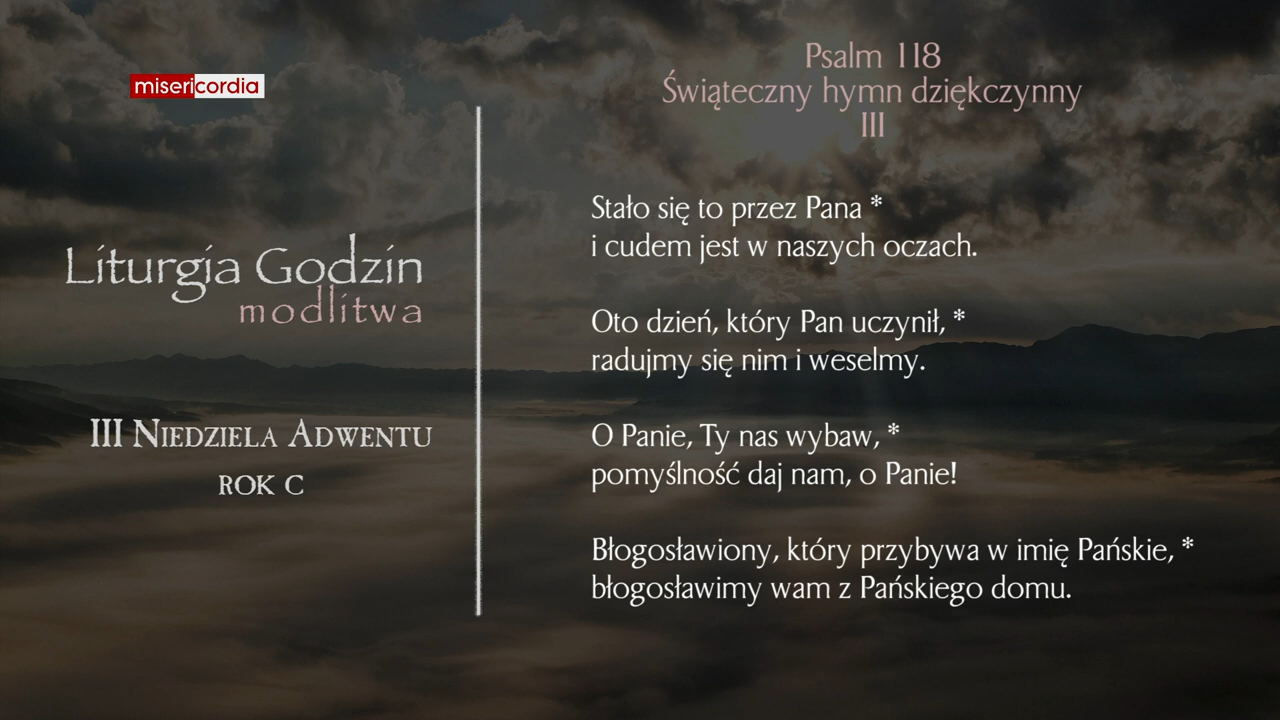 misericordia
Liturgia Godzin
modlitwa
III Niedziela Adwentu
rok C
Psalm 118
Świąteczny hymn dziękczynny
III
Stało się to przez Pana *
i cudem jest w naszych oczach.
Oto dzień, który Pan uczynił, *
radujmy się nim i weselmy.
O Panie, Ty nas wybaw, *
pomyślność daj nam, o Panie!
Błogosławiony, który przybywa w imię Pańskie, *
błogosławimy wam z Pańskiego domu.